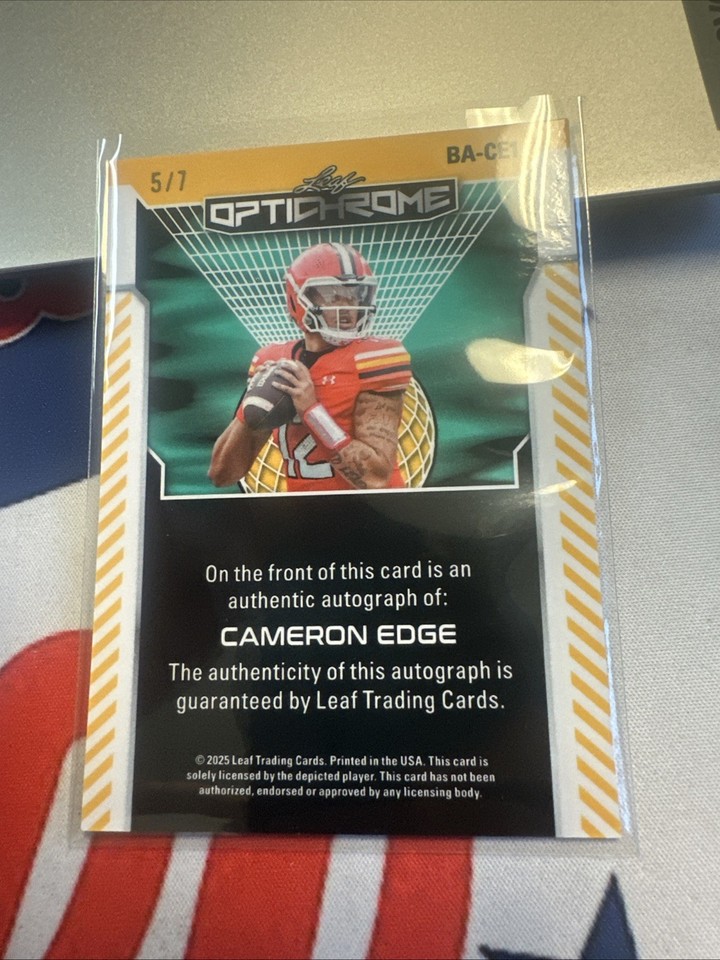 5/7
BA-CE1
Leaf
OPTICHROME
12
On the front of this card is an
authentic autograph of:
CAMERON EDGE
The authenticity of this autograph is
guaranteed by Leaf Trading Cards.
©2025 Leaf Trading Cards. Printed in the USA. This card is
solely licensed by the depicted player. This card has not been
authorized, endorsed or approved by any licensing body.